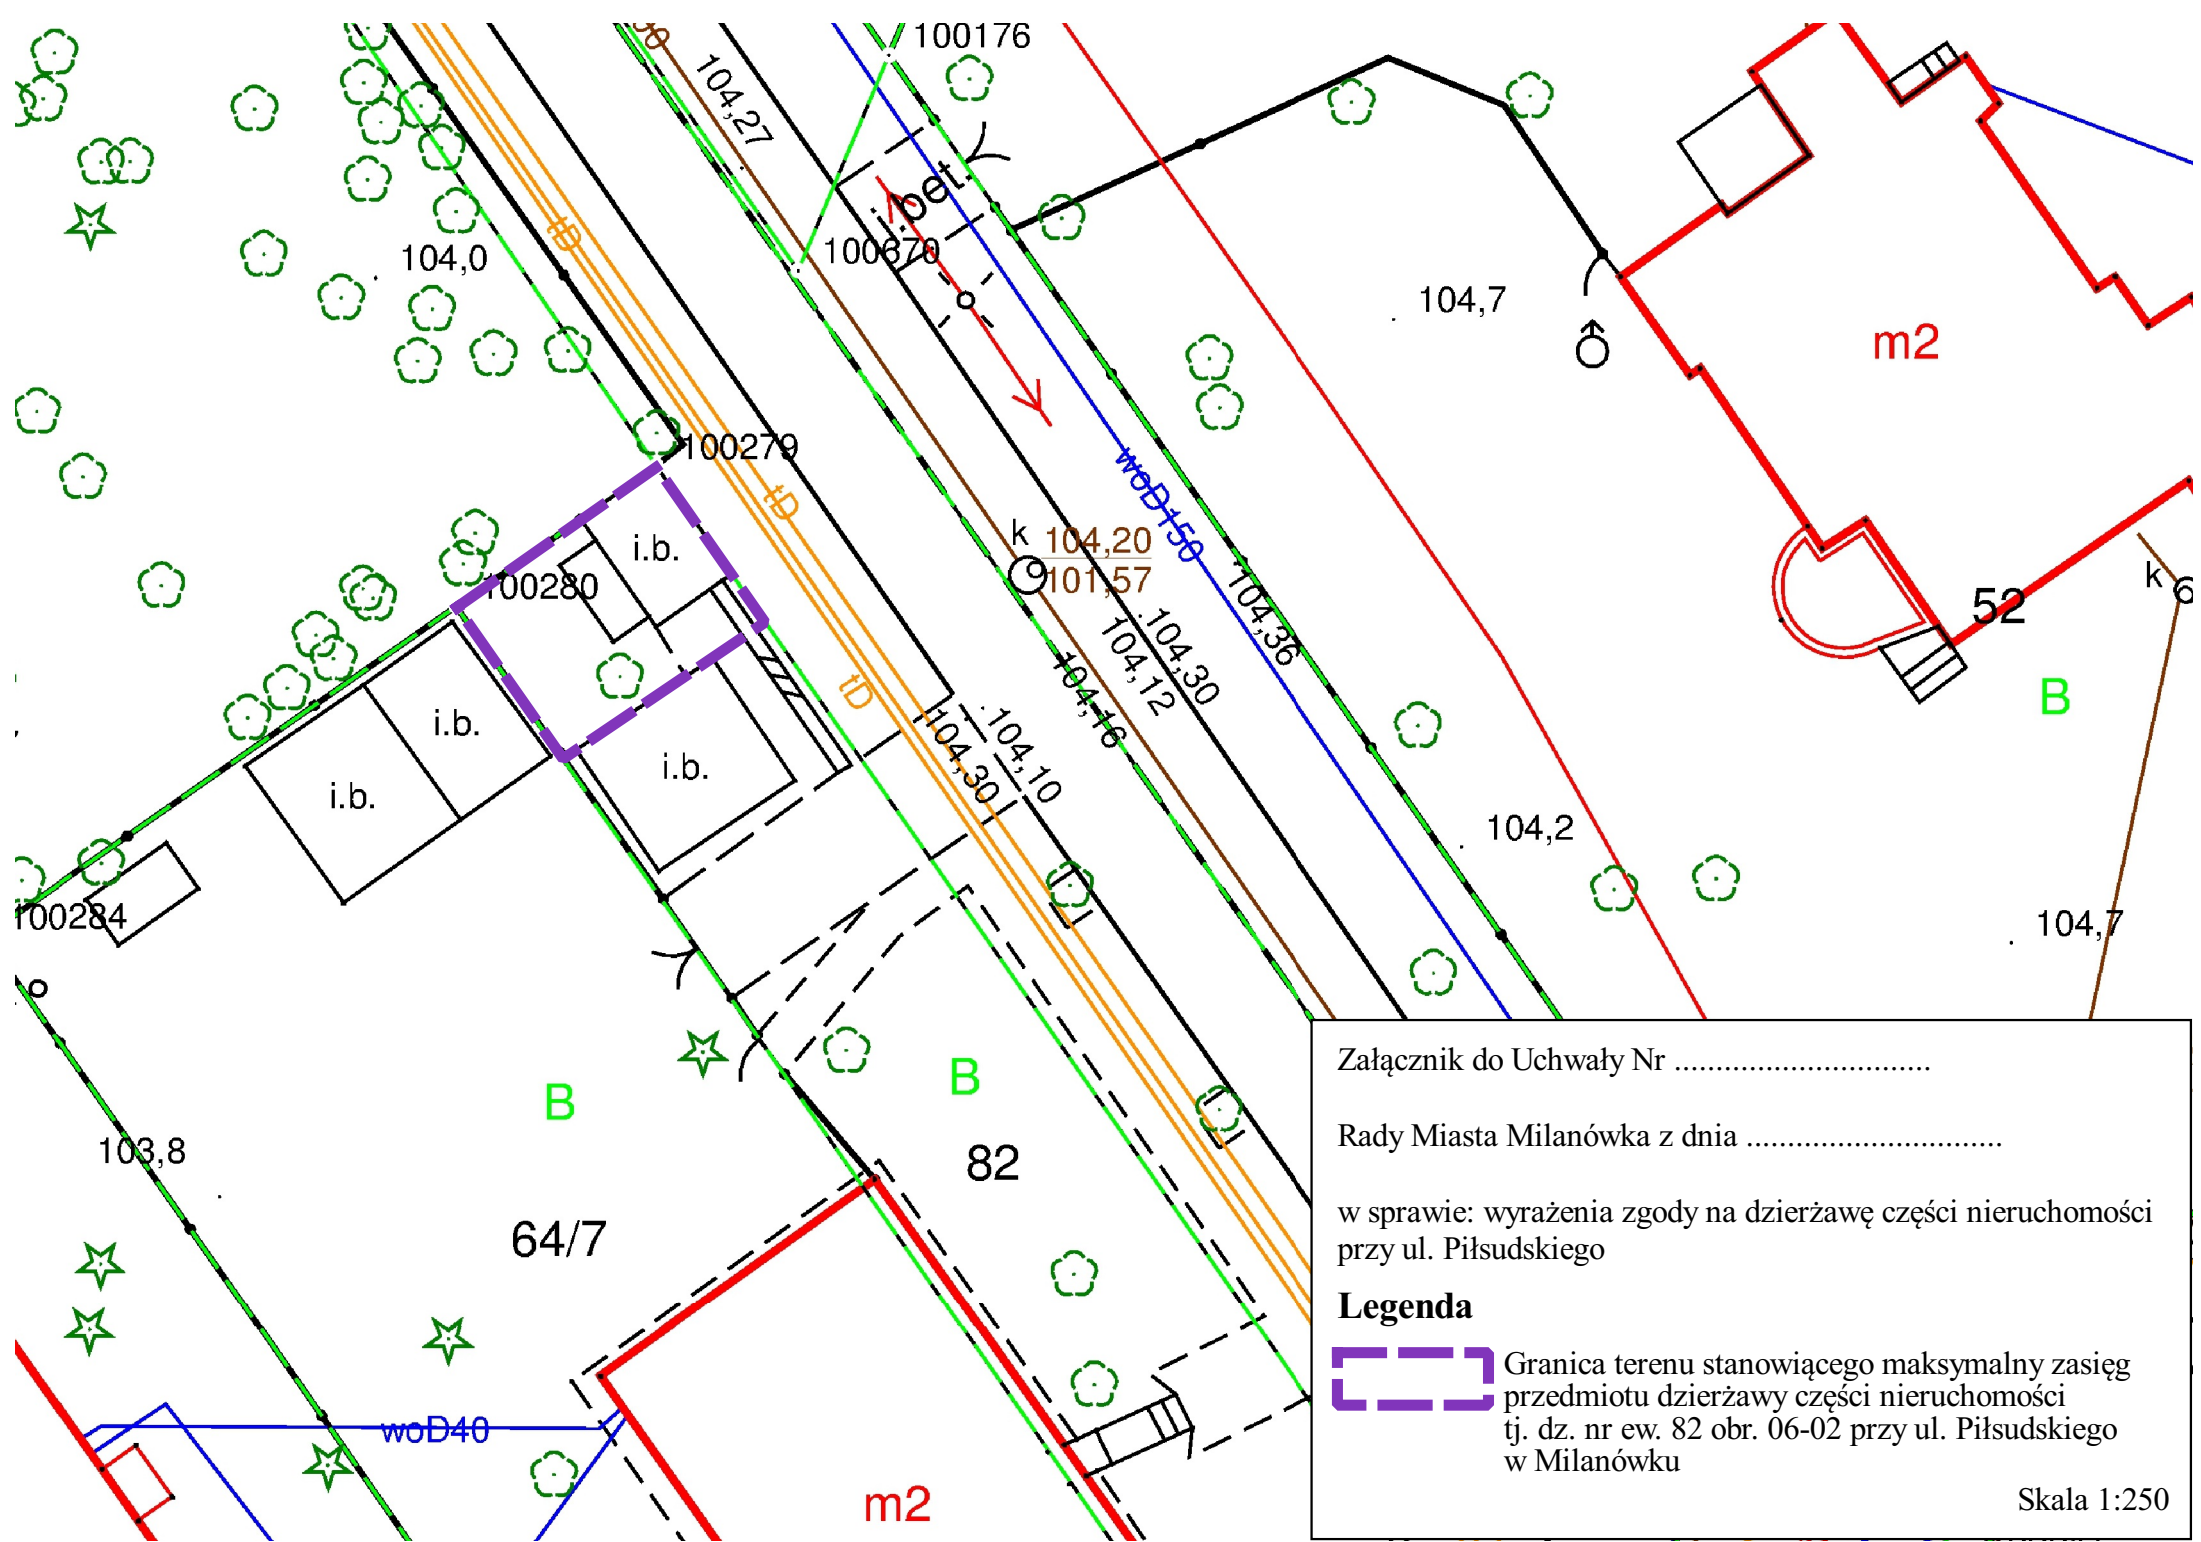 100176
104,27
i. bet.
100370
104,0
tD
104,7
m2
100279
tD
woD150
i.b.
k
104,20
101,57
100280
104,36
52
k
104,30
104,12
104,16
tD
B
i.b.
i.b.
i.b.
104,10
104,30
104,2
100284
104,7
B
B
82
103,8
64/7
woD40
m2
Załącznik do Uchwały Nr ...............................
Rady Miasta Milanówka z dnia ...............................
w sprawie: wyrażenia zgody na dzierżawę części nieruchomości
przy ul. Piłsudskiego
Legenda
Granica terenu stanowiącego maksymalny zasięg
przedmiotu dzierżawy części nieruchomości
tj. dz. nr ew. 82 obr. 06-02 przy ul. Piłsudskiego
w Milanówku
Skala 1:250